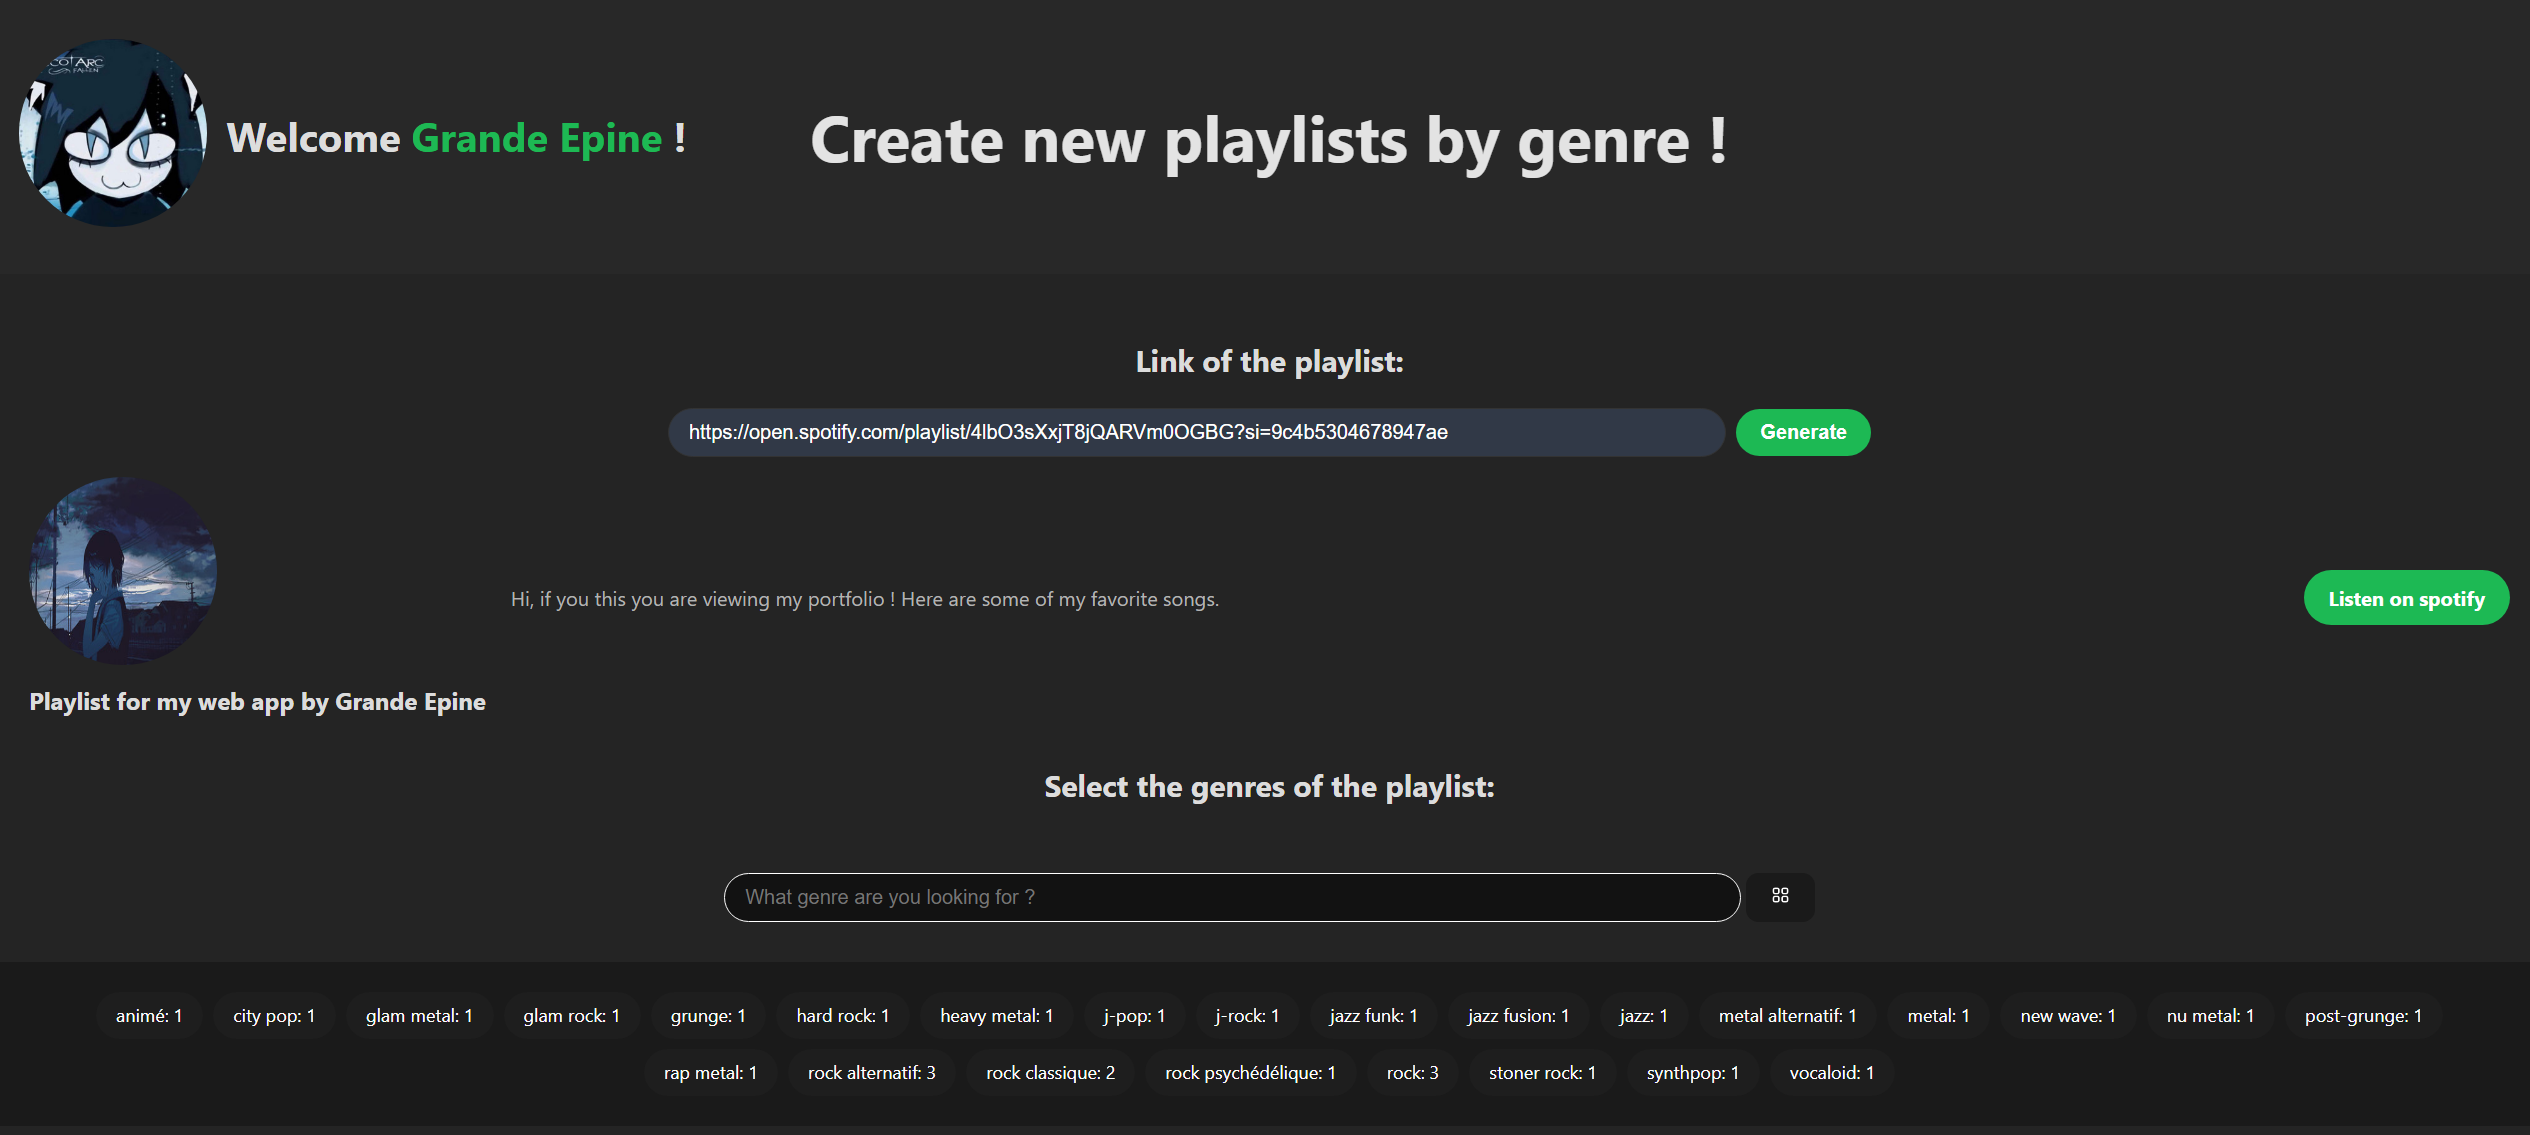 cot Arc
FALLEN
Welcome Grande Epine !
Create new playlists by genre !
Link of the playlist:
https://open.spotify.com/playlist/4lbO3sXxjT8jQARVm0OGBG?si=9c4b5304678947ae
Generate
Hi, if you this you are viewing my portfolio ! Here are some of my favorite songs.
Listen on spotify
Playlist for my web app by Grande Epine
Select the genres of the playlist:
What genre are you looking for ?
animé: 1 city pop: 1 glam metal: 1 glam rock: 1 grunge: 1 hard rock: 1 heavy metal: 1 j-pop: 1 j-rock: 1 jazz funk: 1 jazz fusion: 1 jazz: 1 metal alternatif: 1 metal: 1 new wave: 1 nu metal: 1 post-grunge: 1
rap metal: 1 rock alternatif: 3 rock classique: 2 rock psychédélique: 1 rock: 3 stoner rock: 1 synthpop: 1 vocaloid: 1